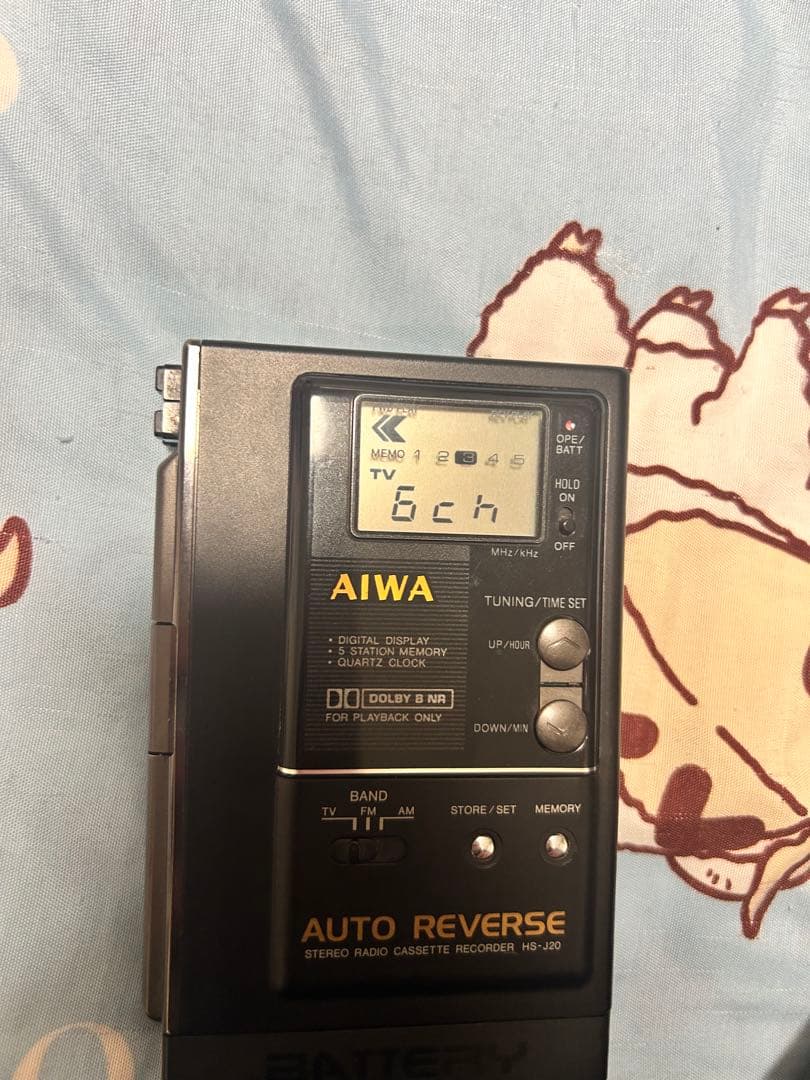 OPE/
BATT
MEMO 1 2 3 4 5
TV
6ch
HOLD
ON
OFF
MHz/kHz
AIWA
TUNING/TIME SET
UP/HOUR
• DIGITAL DISPLAY
• 5 STATION MEMORY
• QUARTZ CLOCK
DOLBY B NR
FOR PLAYBACK ONLY
DOWN/MIN
BAND
TV FM AM
STORE/SET
MEMORY
AUTO REVERSE
STEREO RADIO CASSETTE RECORDER HS-J20
BATTERY